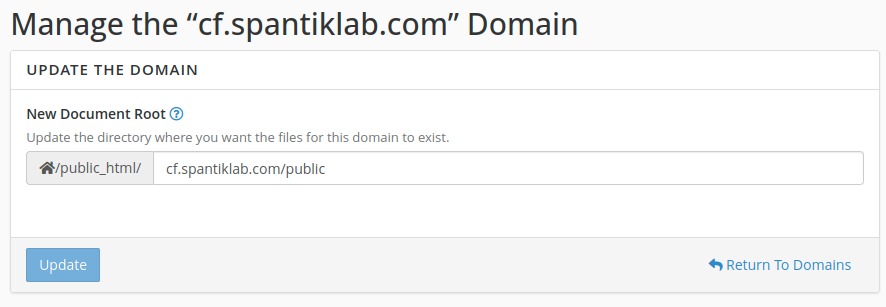 Manage the “cf.spantiklab.com” Domain
UPDATE THE DOMAIN
New Document Root
Update the directory where you want the files for this domain to exist.
/public_html/ cf.spantiklab.com/public
Update Return To Domains